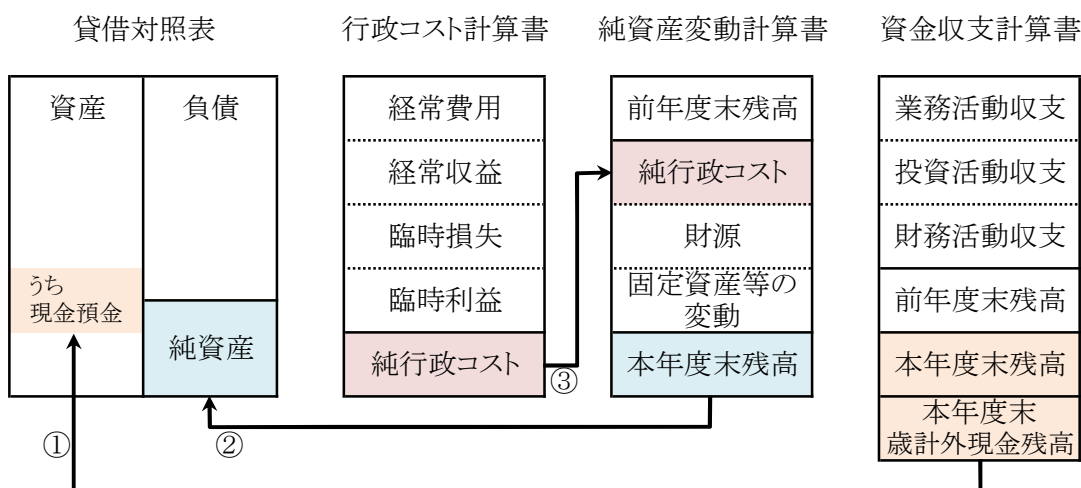 貸借対照表
行政コスト計算書
純資産変動計算書
資金収支計算書
資産
負債
うち
現金預金
純資産
①
②
経常費用
経常収益
臨時損失
臨時利益
純行政コスト
③
前年度末残高
純行政コスト
財源
固定資産等の
変動
本年度末残高
業務活動収支
投資活動収支
財務活動収支
前年度末残高
本年度末残高
本年度末
歳計外現金残高